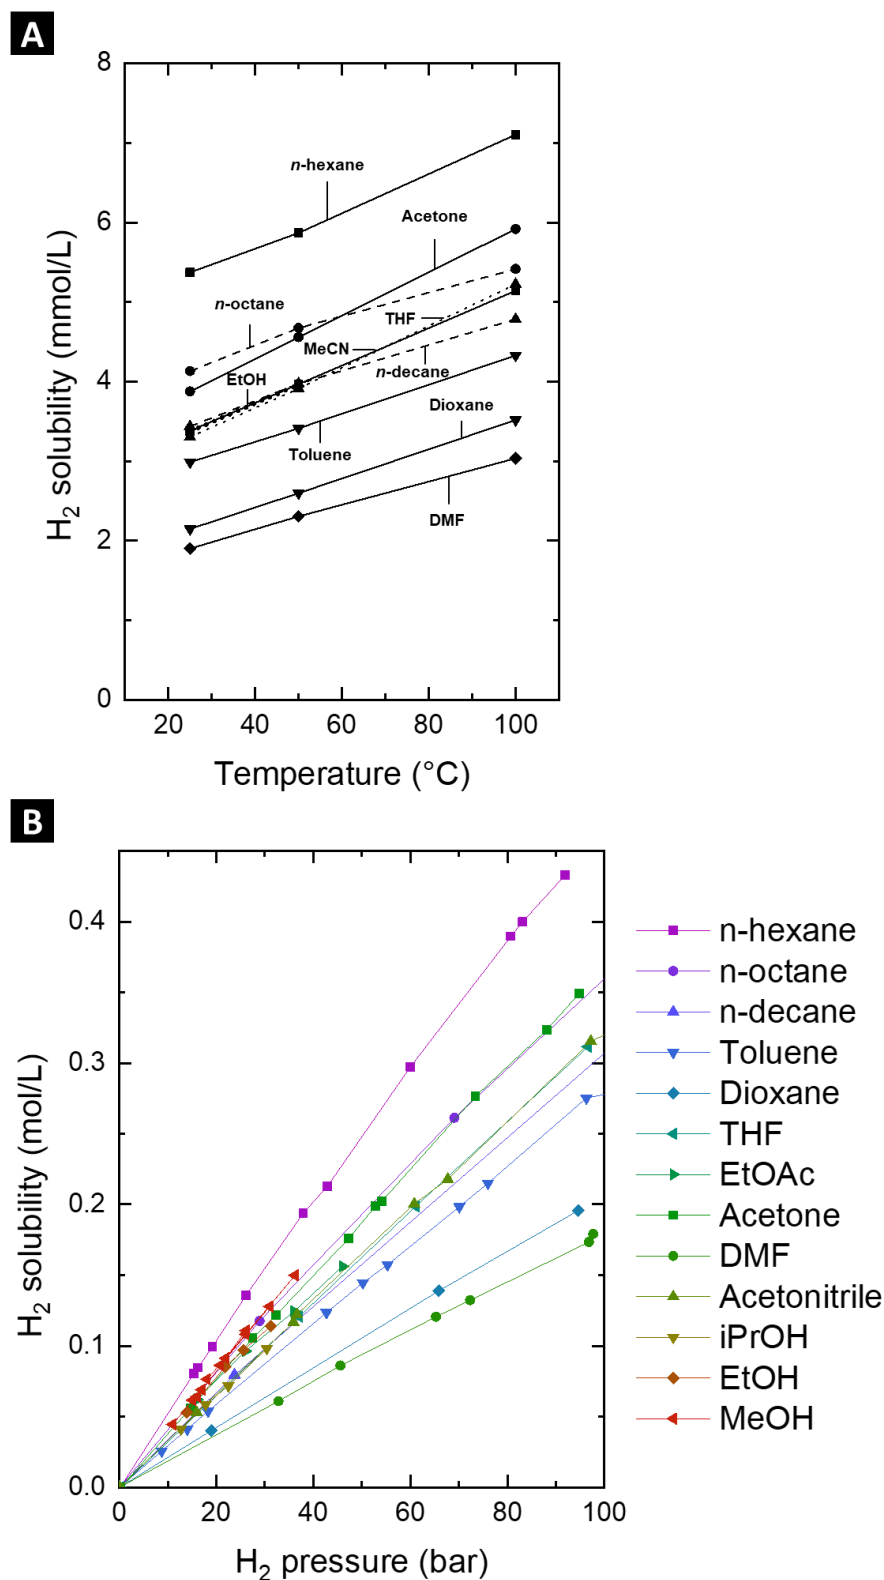 A
8
6
4
2
0
H₂ solubility (mmol/L)
n-hexane
Acetone
n-octane
THF
MeCN
EtOH
n-decane
Dioxane
Toluene
DMF
20 40 60 80 100
Temperature (°C)
B
0.4
0.3
0.2
0.1
0.0
H₂ solubility (mol/L)
0 20 40 60 80 100
H₂ pressure (bar)
n-hexane
n-octane
n-decane
Toluene
Dioxane
THF
EtOAc
Acetone
DMF
Acetonitrile
iPrOH
EtOH
MeOH